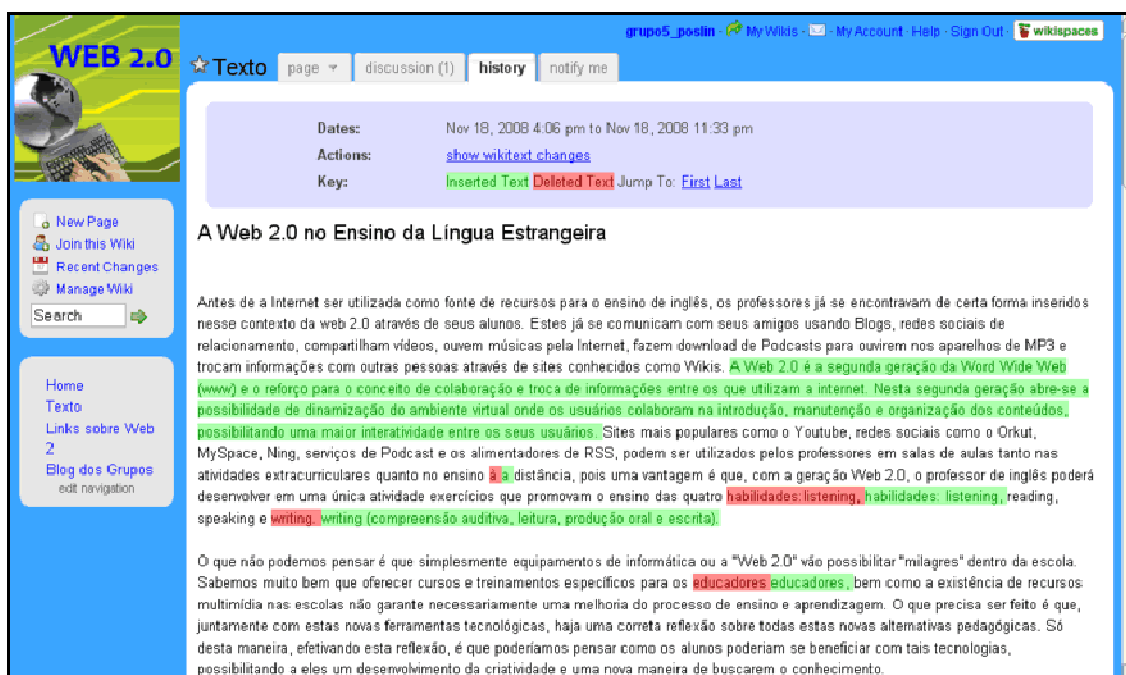 grupo5_poslin · My Wikis · My Account · Help · Sign Out · wikispaces
WEB 2.0
Texto page discussion (1) history notify me
Dates: Nov 18, 2008 4:06 pm to Nov 18, 2008 11:33 pm
Actions: show wikitext changes
Key: Inserted Text Deleted Text Jump To: First Last
New Page
Join this Wiki
Recent Changes
Manage Wiki
Search
Home
Texto
Links sobre Web
2
Blog dos Grupos
edit navigation
A Web 2.0 no Ensino da Língua Estrangeira
Antes de a Internet ser utilizada como fonte de recursos para o ensino de inglês, os professores já se encontravam de certa forma inseridos
nesse contexto da web 2.0 através de seus alunos. Estes já se comunicam com seus amigos usando Blogs, redes sociais de
relacionamento, compartilham vídeos, ouvem músicas pela Internet, fazem download de Podcasts para ouvirem nos aparelhos de MP3 e
trocam informações com outras pessoas através de sites conhecidos como Wikis. A Web 2.0 é a segunda geração da Word Wide Web
(www) e o reforço para o conceito de colaboração e troca de informações entre os que utilizam a internet. Nesta segunda geração abre-se a
possibilidade de dinamização do ambiente virtual onde os usuários colaboram na introdução, manutenção e organização dos conteúdos,
possibilitando uma maior interatividade entre os seus usuários. Sites mais populares como o Youtube, redes sociais como o Orkut,
MySpace, Ning, serviços de Podcast e os alimentadores de RSS, podem ser utilizados pelos professores em salas de aulas tanto nas
atividades extracurriculares quanto no ensino à a distância, pois uma vantagem é que, com a geração Web 2.0, o professor de inglês poderá
desenvolver em uma única atividade exercícios que promovam o ensino das quatro habilidades:listening, habilidades: listening, reading,
speaking e writing. writing (compreensão auditiva, leitura, produção oral e escrita).
O que não podemos pensar é que simplesmente equipamentos de informática ou a "Web 2.0" vão possibilitar "milagres" dentro da escola.
Sabemos muito bem que oferecer cursos e treinamentos específicos para os educadores educadores, bem como a existência de recursos
multimídia nas escolas não garante necessariamente uma melhoria do processo de ensino e aprendizagem. O que precisa ser feito é que,
juntamente com estas novas ferramentas tecnológicas, haja uma correta reflexão sobre todas estas novas alternativas pedagógicas. Só
desta maneira, efetivando esta reflexão, é que poderíamos pensar como os alunos poderiam se beneficiar com tais tecnologias,
possibilitando a eles um desenvolvimento da criatividade e uma nova maneira de buscarem o conhecimento.